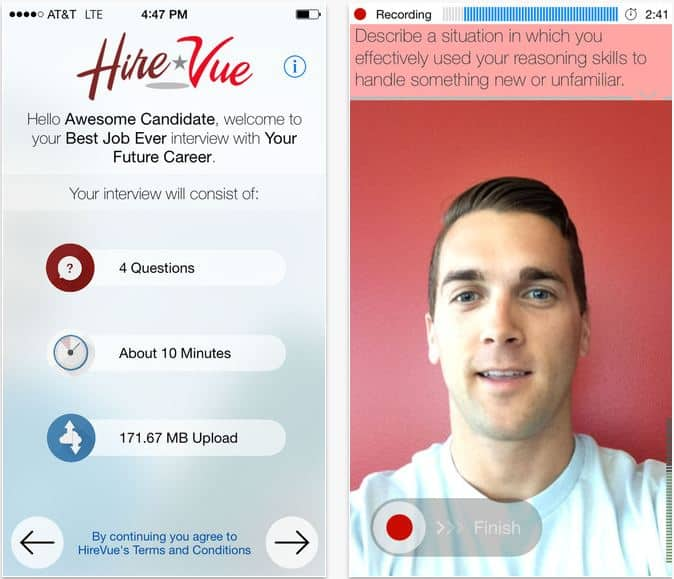 AT&T LTE 4:47 PM
Hire Vue
i
Hello Awesome Candidate, welcome to
your Best Job Ever interview with Your
Future Career.
Your interview will consist of:
?
4 Questions
About 10 Minutes
171.67 MB Upload
By continuing you agree to
HireVue's Terms and Conditions
Recording 2:41
Describe a situation in which you
effectively used your reasoning skills to
handle something new or unfamiliar.
Finish